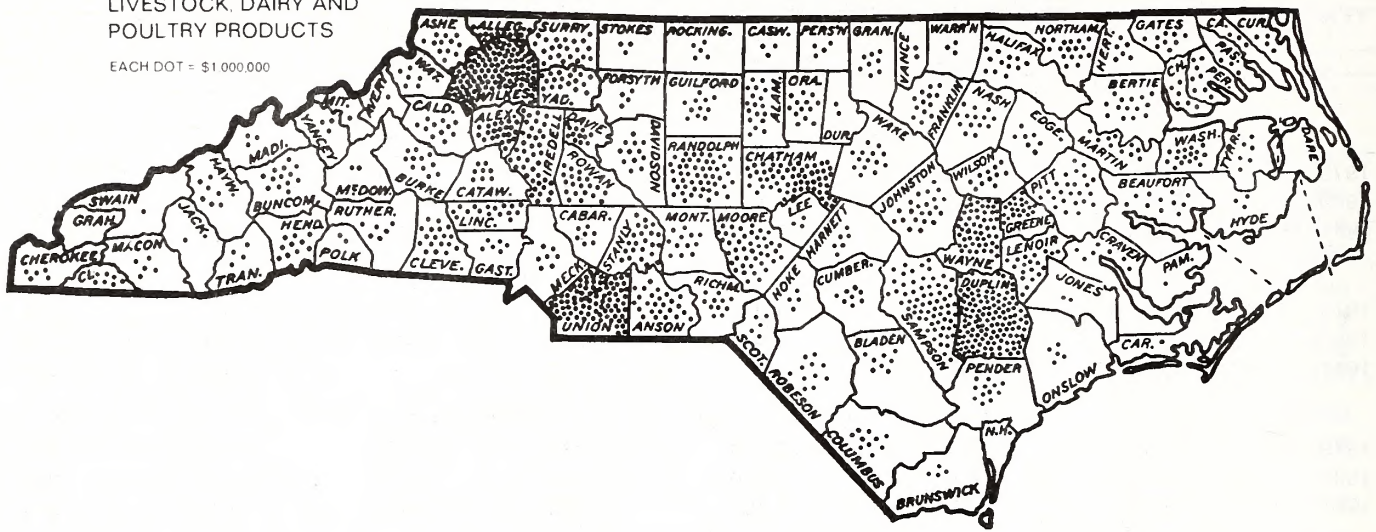 LIVESTOCK, DAIRY AND
POULTRY PRODUCTS
EACH DOT = $1,000,000
ASHE
ALLEG.
SURRY
STOKES
ROCKING.
CASW.
PERS'N
GRAN.
VANCE
WARR'N
HALIFAX
NORTHAM.
HERT.
GATES
CA.
CUR.
PAS.
PER.
CH.
WAT.
WILKES
YAD.
FORSYTH
GUILFORD
ALAM.
ORA.
DUR.
FRANKLIN
NASH
EDGE.
BERTIE
MARTIN
WASH.
TYRR.
DARE
MIT.
AVERY
CALD.
ALEX.
IREDELL
DAVIE
DAVIDSON
RANDOLPH
CHATHAM
WAKE
JOHNSTON
WILSON
PITT
BEAUFORT
HYDE
MADI.
YANCEY
BURKE
CATAW.
ROWAN
HAYW.
BUNCOM.
McDOW.
SWAIN
GRAH.
JACK.
RUTHER.
HEND.
LINC.
CABAR.
STANLY
MONT.
MOORE
LEE
HARNETT
GREENE
LENOIR
WAYNE
CRAVEN
PAM.
CHEROKEE
MACON
CL.
TRAN.
POLK
CLEVE.
GAST.
MECK.
UNION
ANSON
RICHM.
HOKE
CUMBER.
SAMPSON
DUPLIN
JONES
CAR.
SCOT.
ROBESON
BLADEN
PENDER
ONSLOW
COLUMBUS
BRUNSWICK
N.H.